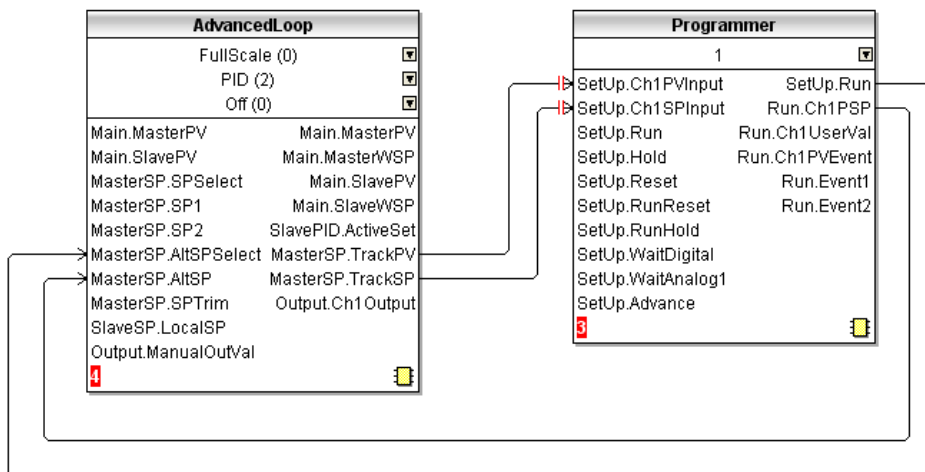 AdvancedLoop
FullScale (0)
PID (2)
Off (0)
Main.MasterPV Main.MasterPV
Main.SlavePV Main.MasterWSP
MasterSP.SPSelect Main.SlavePV
MasterSP.SP1 Main.SlaveWSP
MasterSP.SP2 SlavePID.ActiveSet
MasterSP.AltSPSelect MasterSP.TrackPV
MasterSP.AltSP MasterSP.TrackSP
MasterSP.SPTrim Output.Ch1Output
SlaveSP.LocalSP
Output.ManualOutVal
4
Programmer
1
SetUp.Ch1PVInput SetUp.Run
SetUp.Ch1SPInput Run.Ch1PSP
SetUp.Run Run.Ch1UserVal
SetUp.Hold Run.Ch1PVEvent
SetUp.Reset Run.Event1
SetUp.RunReset Run.Event2
SetUp.RunHold
SetUp.WaitDigital
SetUp.WaitAnalog1
SetUp.Advance
3